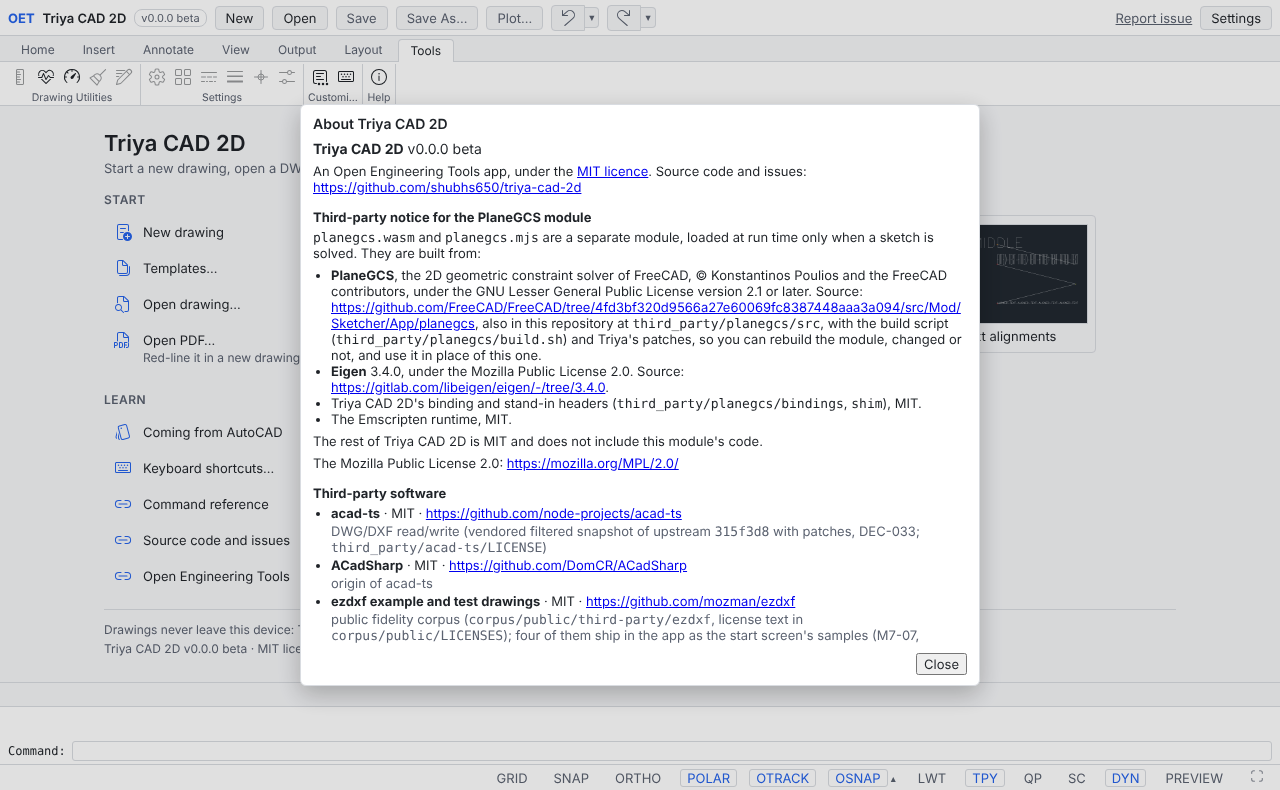 OET Triya CAD 2D v0.0.0 beta New Open Save Save As... Plot... Report issue Settings
Home Insert Annotate View Output Layout Tools
Drawing Utilities Settings Customi... Help
Triya CAD 2D
Start a new drawing, open a DW
START
New drawing
Templates...
Open drawing...
Open PDF...
Red-line it in a new drawing
LEARN
Coming from AutoCAD
Keyboard shortcuts...
Command reference
Source code and issues
Open Engineering Tools
Drawings never leave this device:
Triya CAD 2D v0.0.0 beta · MIT lice
About Triya CAD 2D
Triya CAD 2D v0.0.0 beta
An Open Engineering Tools app, under the MIT licence. Source code and issues:
https://github.com/shubhs650/triya-cad-2d
Third-party notice for the PlaneGCS module
planegcs.wasm and planegcs.mjs are a separate module, loaded at run time only when a sketch is
solved. They are built from:
PlaneGCS, the 2D geometric constraint solver of FreeCAD, © Konstantinos Poulios and the FreeCAD
contributors, under the GNU Lesser General Public License version 2.1 or later. Source:
https://github.com/FreeCAD/FreeCAD/tree/4fd3bf320d9566a27e60069fc8387448aaa3a094/src/Mod/
Sketcher/App/planegcs, also in this repository at third_party/planegcs/src, with the build script
(third_party/planegcs/build.sh) and Triya's patches, so you can rebuild the module, changed or
not, and use it in place of this one.
Eigen 3.4.0, under the Mozilla Public License 2.0. Source:
https://gitlab.com/libeigen/eigen/-/tree/3.4.0.
Triya CAD 2D's binding and stand-in headers (third_party/planegcs/bindings, shim), MIT.
The Emscripten runtime, MIT.
The rest of Triya CAD 2D is MIT and does not include this module's code.
The Mozilla Public License 2.0: https://mozilla.org/MPL/2.0/
Third-party software
acad-ts · MIT · https://github.com/node-projects/acad-ts
DWG/DXF read/write (vendored filtered snapshot of upstream 315f3d8 with patches, DEC-033;
third_party/acad-ts/LICENSE)
ACadSharp · MIT · https://github.com/DomCR/ACadSharp
origin of acad-ts
ezdxf example and test drawings · MIT · https://github.com/mozman/ezdxf
public fidelity corpus (corpus/public/third-party/ezdxf, license text in
corpus/public/LICENSES); four of them ship in the app as the start screen's samples (M7-07,
Close
IDDLE
t alignments
Command:
GRID SNAP ORTHO POLAR OTRACK OSNAP LWT TPY QP SC DYN PREVIEW